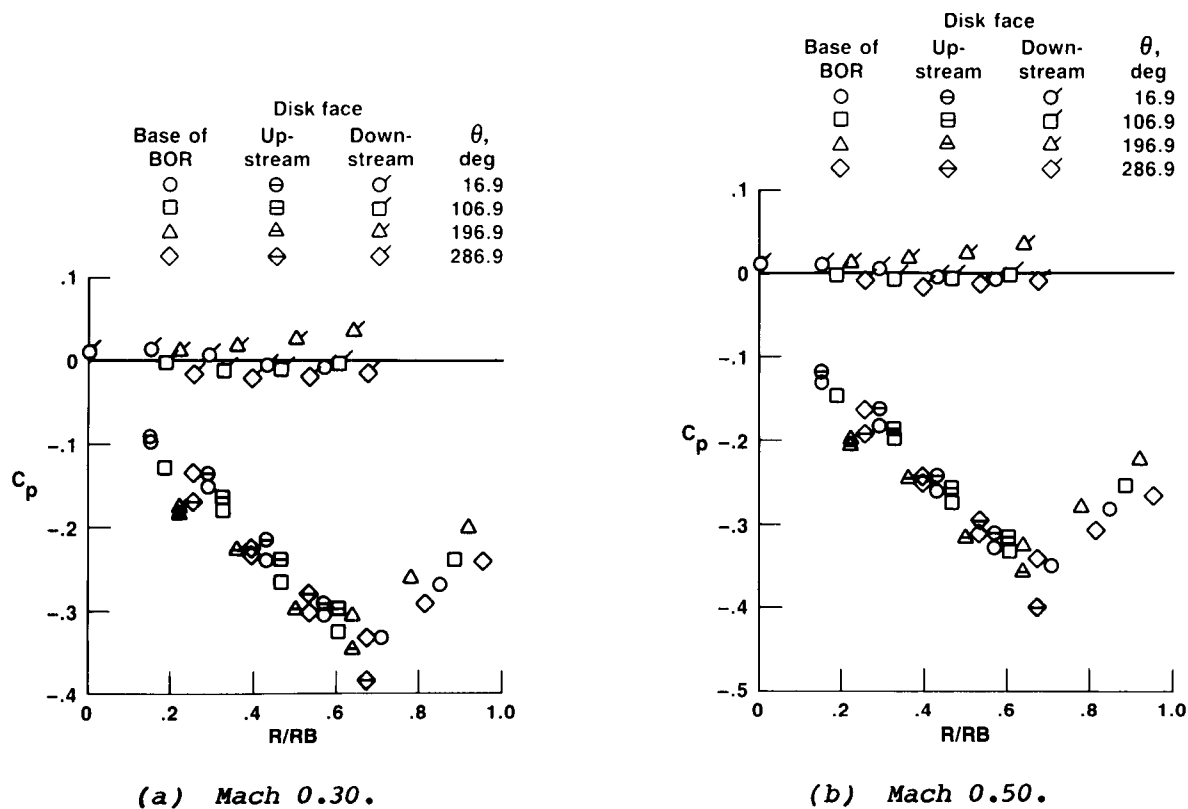 Disk face
Base of BOR Up-stream Down-stream θ, deg
16.9
106.9
196.9
286.9
.1
0
-.1
-.2
-.3
-.4
Cp
0 .2 .4 .6 .8 1.0
R/RB
(a) Mach 0.30.
Disk face
Base of BOR Up-stream Down-stream θ, deg
16.9
106.9
196.9
286.9
.1
0
-.1
-.2
-.3
-.4
-.5
Cp
0 .2 .4 .6 .8 1.0
R/RB
(b) Mach 0.50.